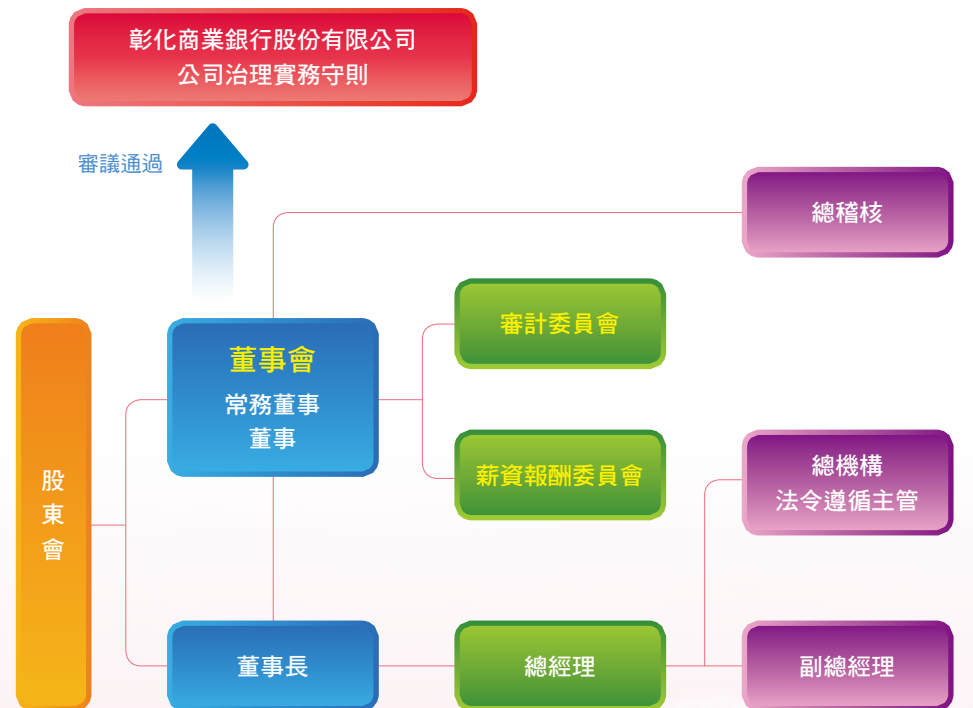 彰化商業銀行股份有限公司
公司治理實務守則
審議通過
總稽核
審計委員會
董事會
常務董事
董事
薪資報酬委員會
總機構
法令遵循主管
股東會
董事長
總經理
副總經理